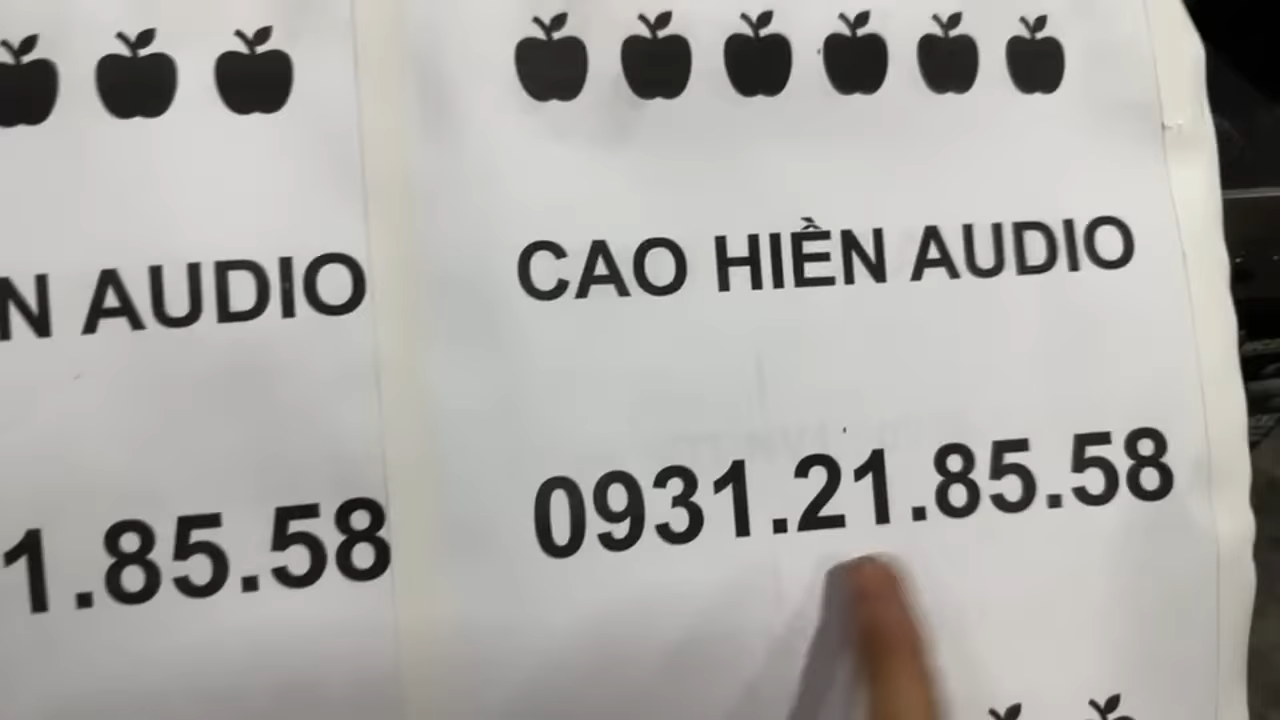 N AUDIO
1.85.58
CAO HIỀN AUDIO
0931.21.85.58